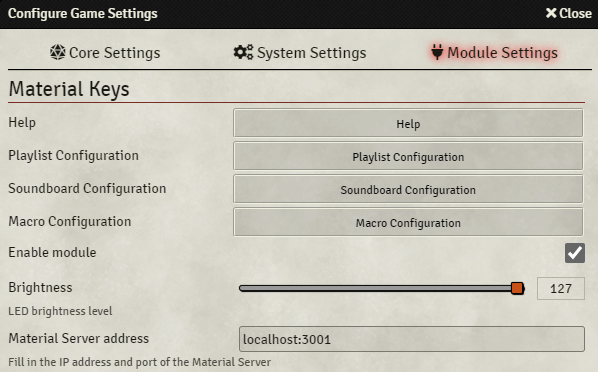 Configure Game Settings
Close
Core Settings System Settings Module Settings
Material Keys
Help Help
Playlist Configuration Playlist Configuration
Soundboard Configuration Soundboard Configuration
Macro Configuration Macro Configuration
Enable module
Brightness 127
LED brightness level
Material Server address localhost:3001
Fill in the IP address and port of the Material Server